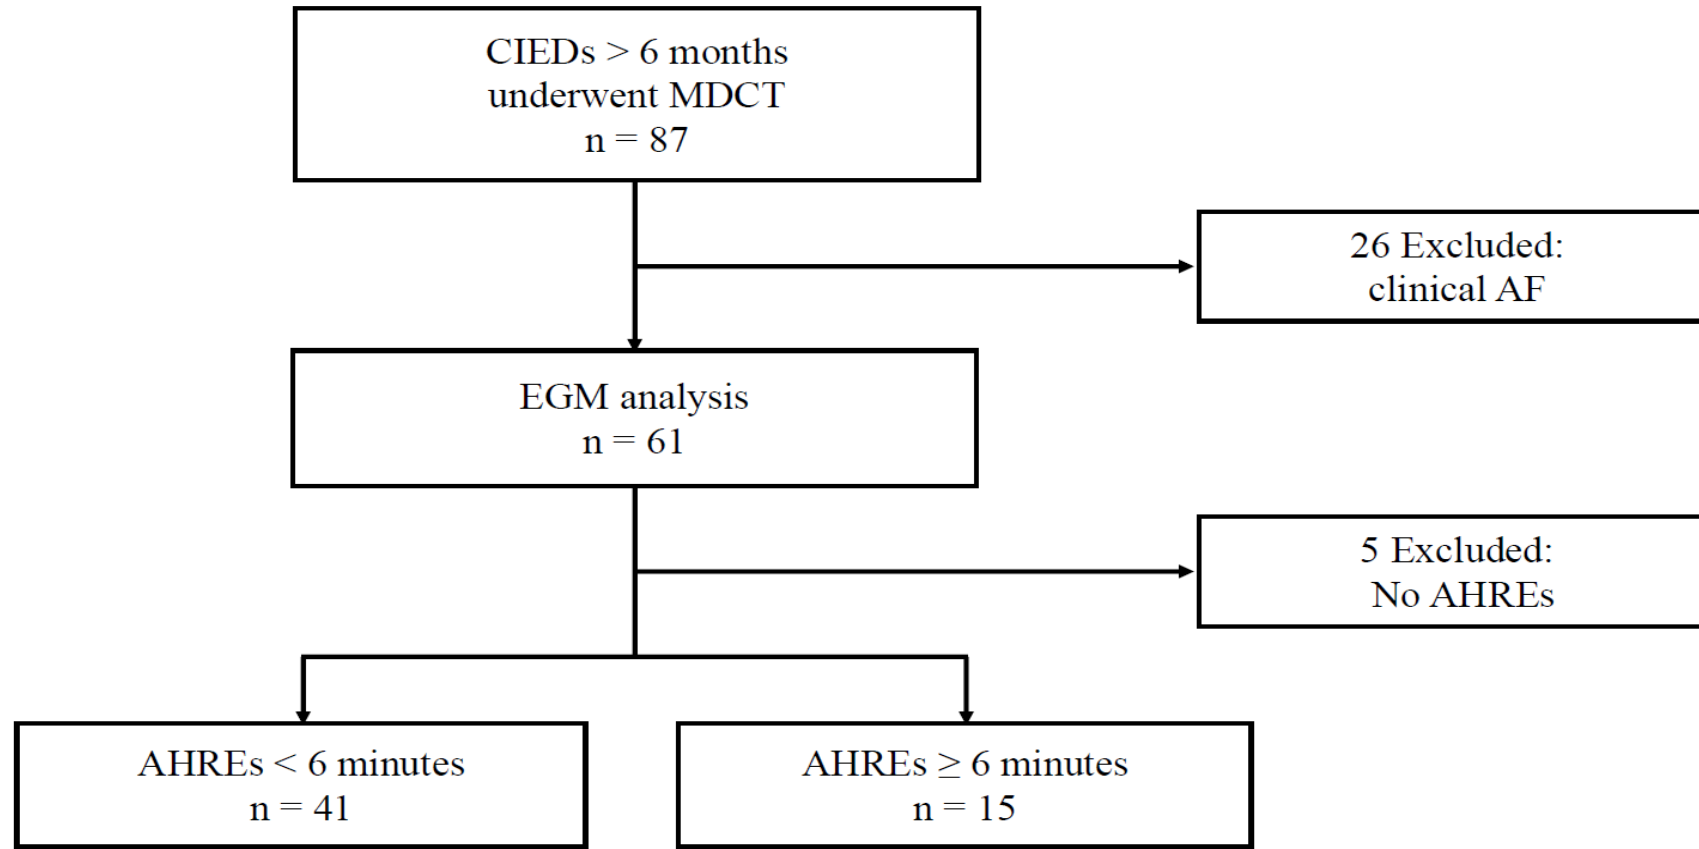 CIEDs > 6 months
underwent MDCT
n = 87
26 Excluded:
clinical AF
EGM analysis
n = 61
5 Excluded:
No AHREs
AHREs < 6 minutes
n = 41
AHREs ≥ 6 minutes
n = 15